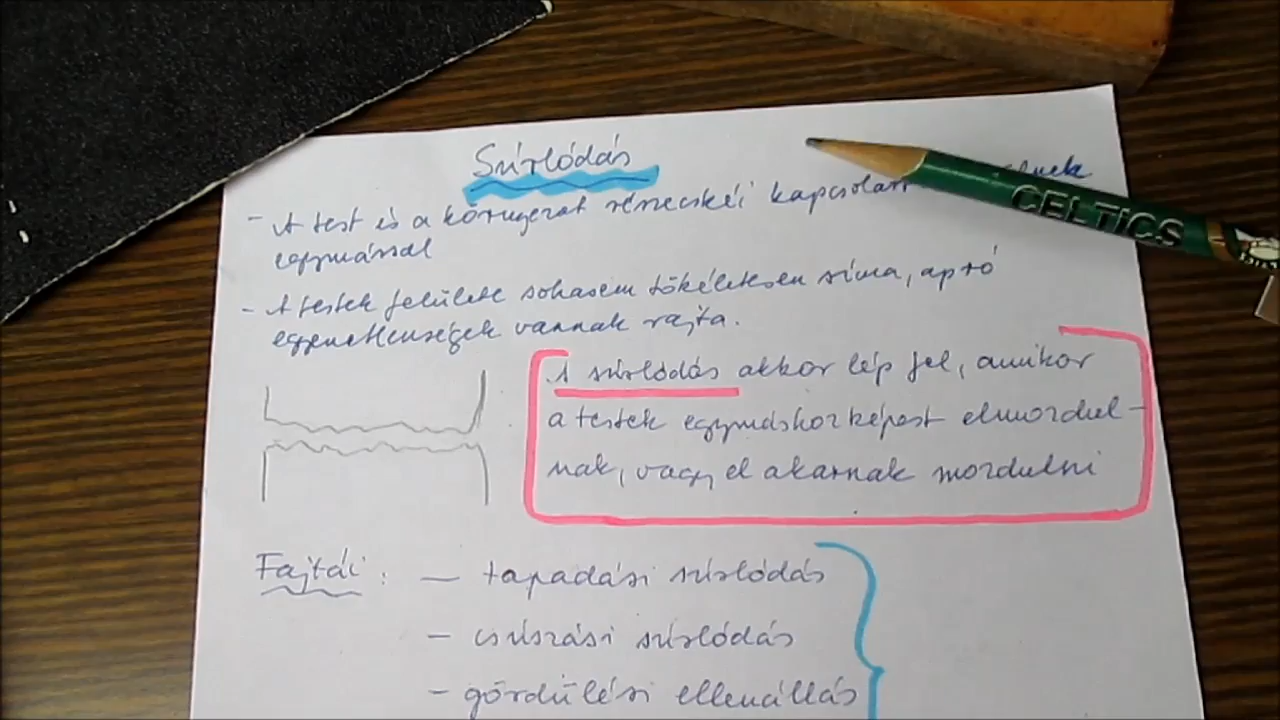 Súrlódás
- A test és a környezet részecskéi kapcsolatban
egymással
- A testek felülete sohasem tökéletesen sima, apró
egyenetlenségek vannak rajta.
A súrlódás akkor lép fel, amikor
a testek egymáshoz képest elmozdul-
nak, vagy el akarnak mozdulni
Fajtái: — tapadási súrlódás
- csúszási súrlódás
- gördülési ellenállás
CELTICS